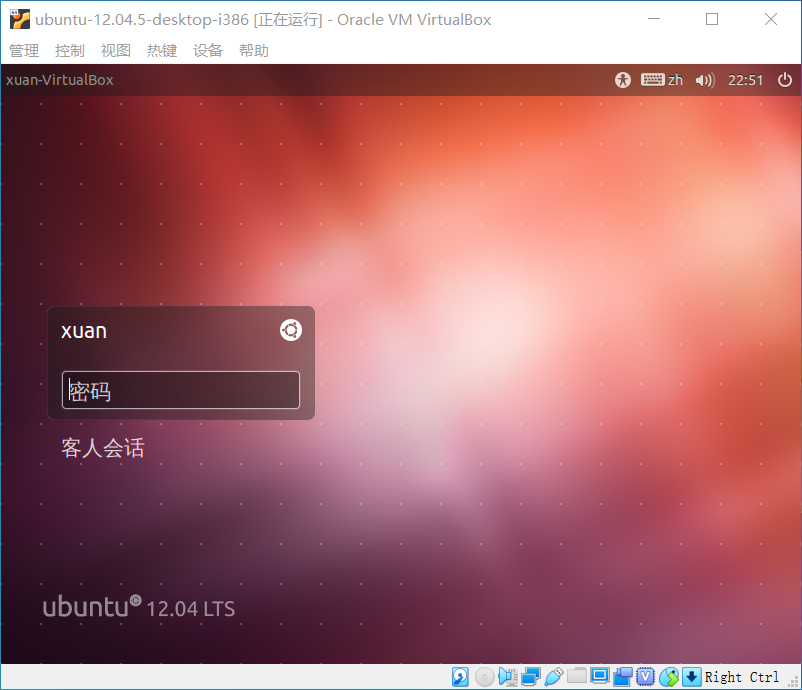 ubuntu-12.04.5-desktop-i386 [正在运行] - Oracle VM VirtualBox
管理 控制 视图 热键 设备 帮助
xuan-VirtualBox zh 22:51
xuan
密码
客人会话
ubuntu 12.04 LTS
Right Ctrl